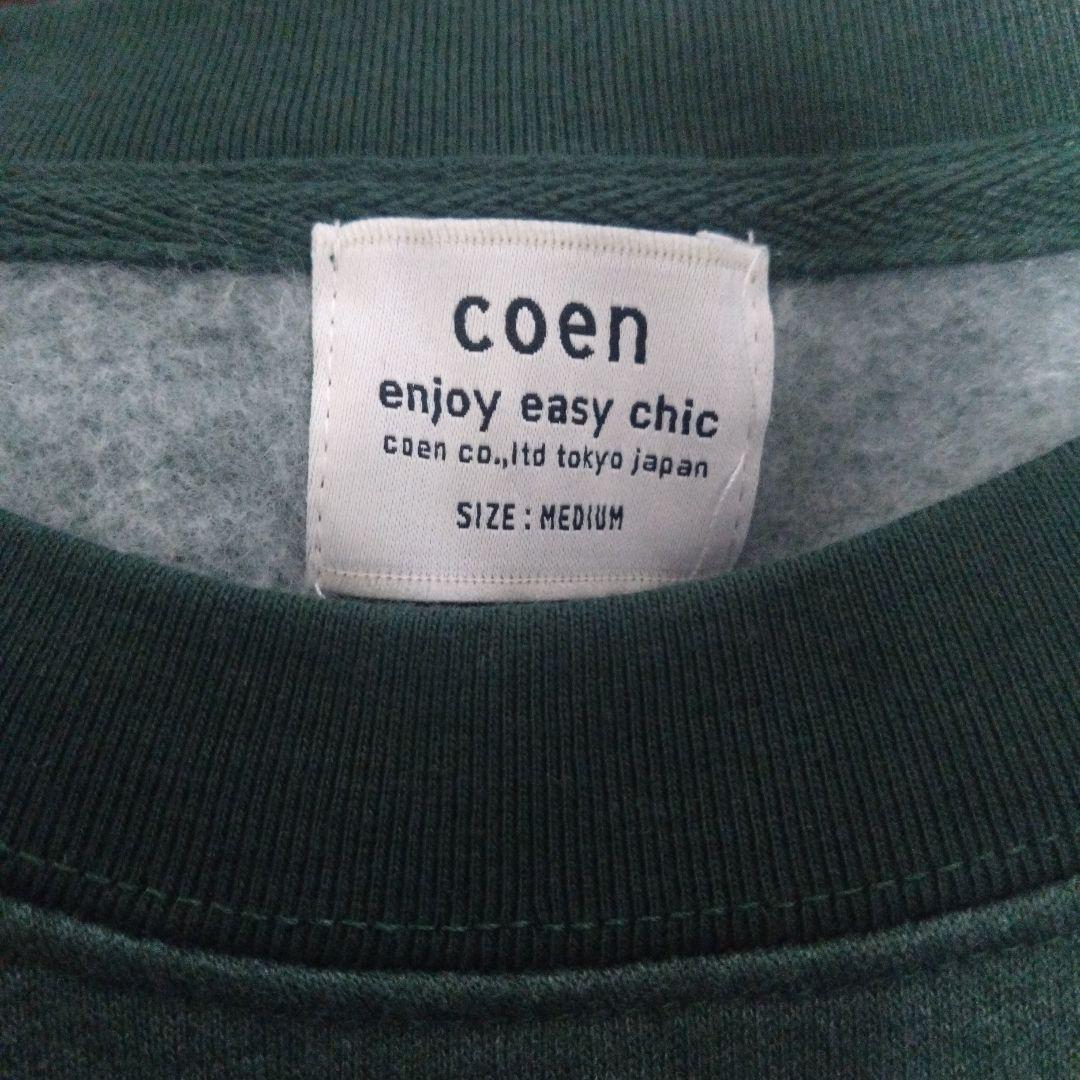 coen
enjoy easy chic
coen co.,ltd tokyo japan
SIZE : MEDIUM